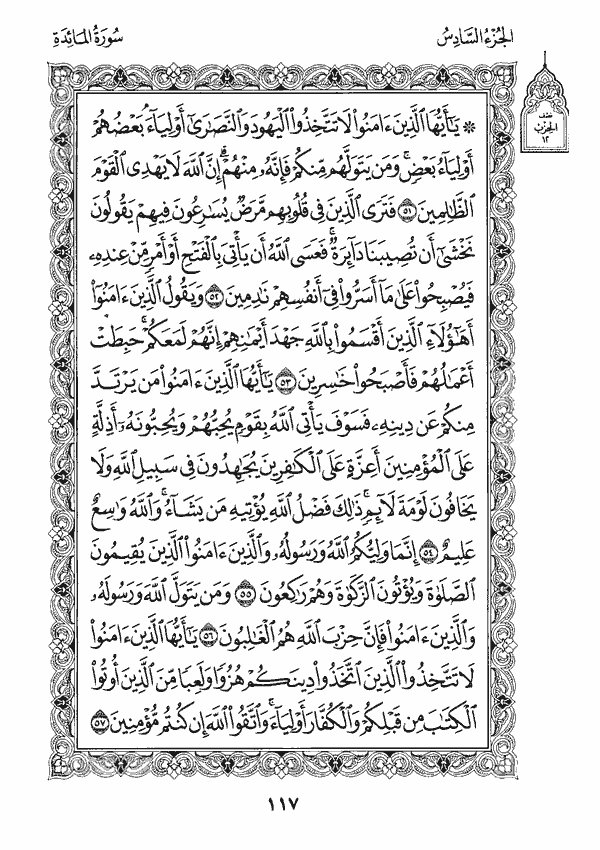 الجزء السادس
سورة المائدة
نصف
الحزب
١٢
۞ يَٰٓأَيُّهَا ٱلَّذِينَ ءَامَنُوا۟ لَا تَتَّخِذُوا۟ ٱلْيَهُودَ وَٱلنَّصَٰرَىٰٓ أَوْلِيَآءَ ۘ بَعْضُهُمْ
أَوْلِيَآءُ بَعْضٍ ۚ وَمَن يَتَوَلَّهُم مِّنكُمْ فَإِنَّهُۥ مِنْهُمْ ۗ إِنَّ ٱللَّهَ لَا يَهْدِى ٱلْقَوْمَ
ٱلظَّٰلِمِينَ ٥١ فَتَرَى ٱلَّذِينَ فِى قُلُوبِهِم مَّرَضٌ يُسَٰرِعُونَ فِيهِمْ يَقُولُونَ
نَخْشَىٰٓ أَن تُصِيبَنَا دَآئِرَةٌ ۚ فَعَسَى ٱللَّهُ أَن يَأْتِىَ بِٱلْفَتْحِ أَوْ أَمْرٍ مِّنْ عِندِهِۦ
فَيُصْبِحُوا۟ عَلَىٰ مَآ أَسَرُّوا۟ فِىٓ أَنفُسِهِمْ نَٰدِمِينَ ٥٢ وَيَقُولُ ٱلَّذِينَ ءَامَنُوٓا۟
أَهَٰٓؤُلَآءِ ٱلَّذِينَ أَقْسَمُوا۟ بِٱللَّهِ جَهْدَ أَيْمَٰنِهِمْ ۙ إِنَّهُمْ لَمَعَكُمْ ۚ حَبِطَتْ
أَعْمَٰلُهُمْ فَأَصْبَحُوا۟ خَٰسِرِينَ ٥٣ يَٰٓأَيُّهَا ٱلَّذِينَ ءَامَنُوا۟ مَن يَرْتَدَّ
مِنكُمْ عَن دِينِهِۦ فَسَوْفَ يَأْتِى ٱللَّهُ بِقَوْمٍ يُحِبُّهُمْ وَيُحِبُّونَهُۥٓ أَذِلَّةٍ
عَلَى ٱلْمُؤْمِنِينَ أَعِزَّةٍ عَلَى ٱلْكَٰفِرِينَ يُجَٰهِدُونَ فِى سَبِيلِ ٱللَّهِ وَلَا
يَخَافُونَ لَوْمَةَ لَآئِمٍ ۚ ذَٰلِكَ فَضْلُ ٱللَّهِ يُؤْتِيهِ مَن يَشَآءُ ۚ وَٱللَّهُ وَٰسِعٌ
عَلِيمٌ ٥٤ إِنَّمَا وَلِيُّكُمُ ٱللَّهُ وَرَسُولُهُۥ وَٱلَّذِينَ ءَامَنُوا۟ ٱلَّذِينَ يُقِيمُونَ
ٱلصَّلَوٰةَ وَيُؤْتُونَ ٱلزَّكَوٰةَ وَهُمْ رَٰكِعُونَ ٥٥ وَمَن يَتَوَلَّ ٱللَّهَ وَرَسُولَهُۥ
وَٱلَّذِينَ ءَامَنُوا۟ فَإِنَّ حِزْبَ ٱللَّهِ هُمُ ٱلْغَٰلِبُونَ ٥٦ يَٰٓأَيُّهَا ٱلَّذِينَ ءَامَنُوا۟
لَا تَتَّخِذُوا۟ ٱلَّذِينَ ٱتَّخَذُوا۟ دِينَكُمْ هُزُوًا وَلَعِبًا مِّنَ ٱلَّذِينَ أُوتُوا۟
ٱلْكِتَٰبَ مِن قَبْلِكُمْ وَٱلْكُفَّارَ أَوْلِيَآءَ ۚ وَٱتَّقُوا۟ ٱللَّهَ إِن كُنتُم مُّؤْمِنِينَ ٥٧
١١٧